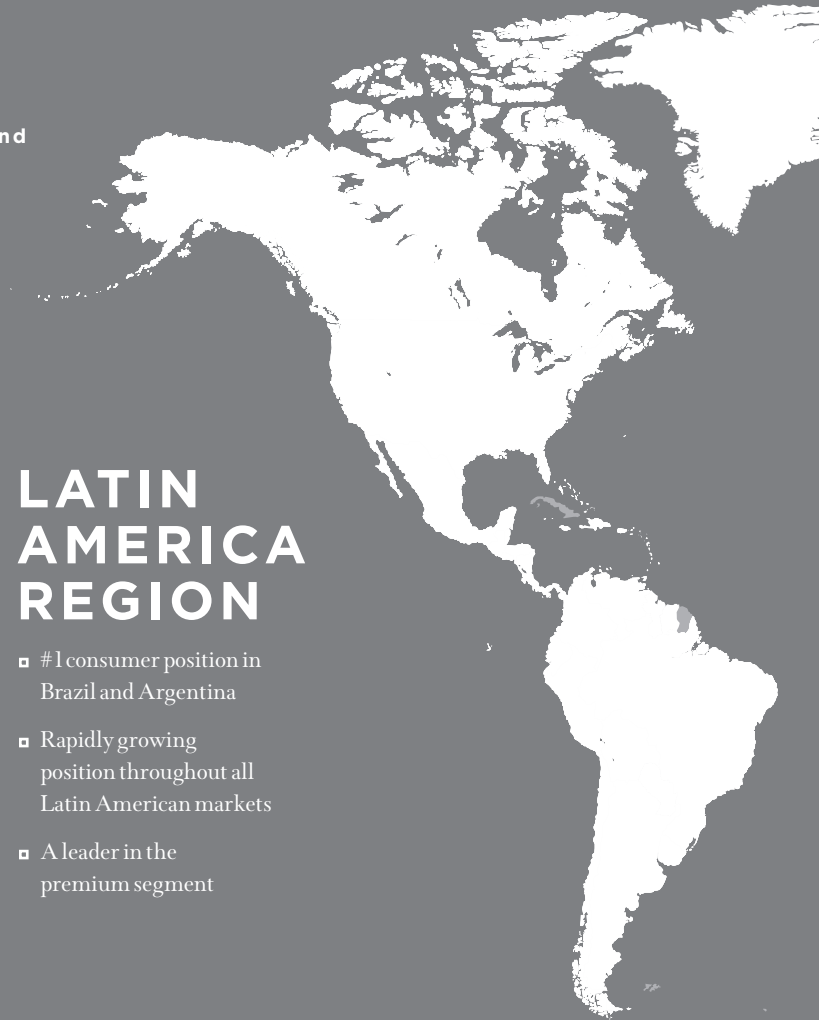 nd
LATIN
AMERICA
REGION
#1 consumer position in
Brazil and Argentina
Rapidly growing
position throughout all
Latin American markets
A leader in the
premium segment